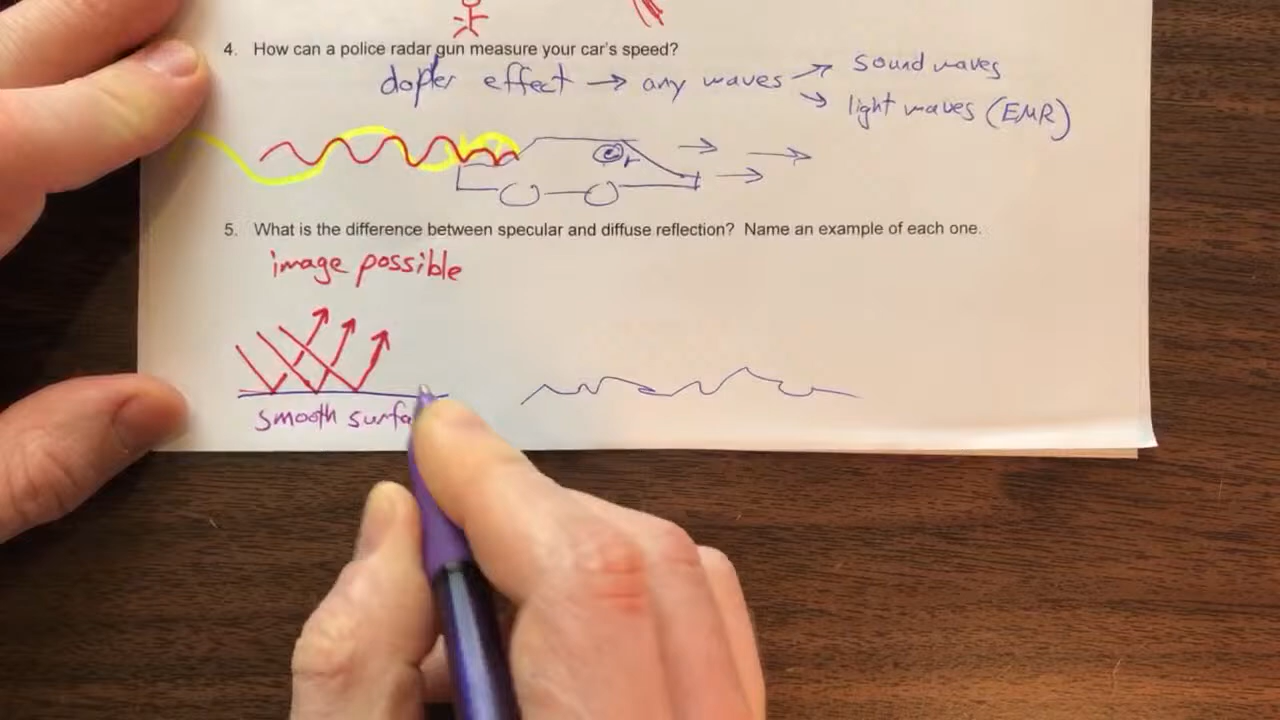 4. How can a police radar gun measure your car's speed?
dopler effect → any waves → sound waves
→ light waves (EMR)
5. What is the difference between specular and diffuse reflection? Name an example of each one.
image possible
smooth surfa